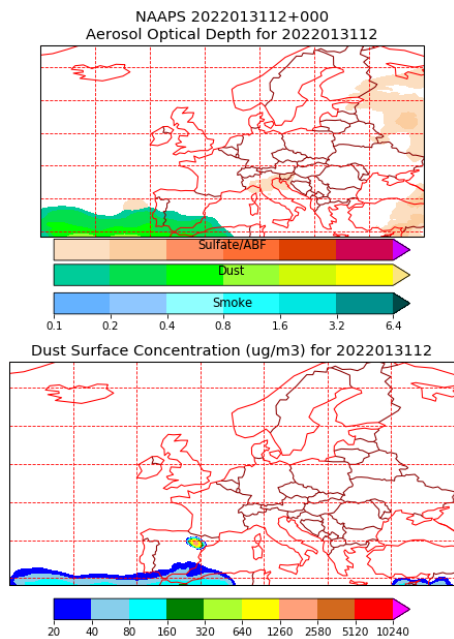 NAAPS 2022013112+000
Aerosol Optical Depth for 2022013112
Sulfate/ABF
Dust
Smoke
0.1 0.2 0.4 0.8 1.6 3.2 6.4
Dust Surface Concentration (ug/m3) for 2022013112
20 40 80 160 320 640 1260 2580 5120 10240